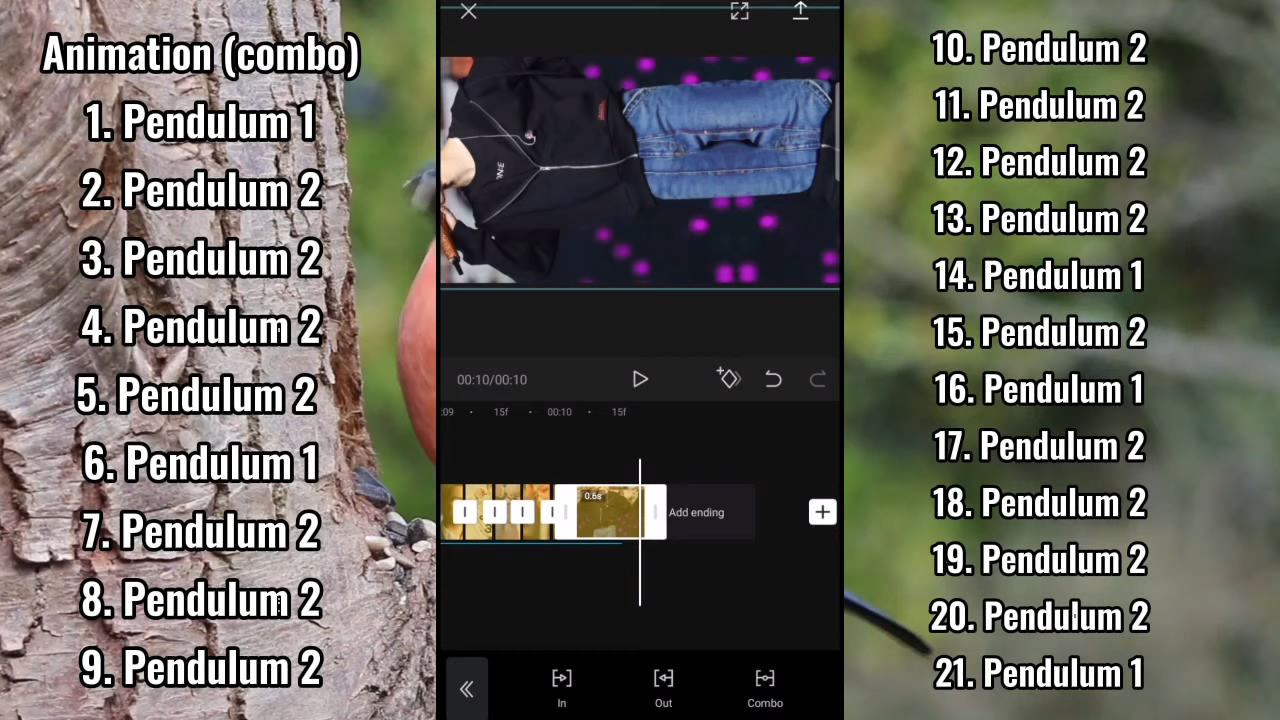 Animation (combo)
1. Pendulum 1
2. Pendulum 2
3. Pendulum 2
4. Pendulum 2
5. Pendulum 2
6. Pendulum 1
7. Pendulum 2
8. Pendulum 2
9. Pendulum 2
00:10/00:10
:09 15f 00:10 15f
0.6s
Add ending
In Out Combo
10. Pendulum 2
11. Pendulum 2
12. Pendulum 2
13. Pendulum 2
14. Pendulum 1
15. Pendulum 2
16. Pendulum 1
17. Pendulum 2
18. Pendulum 2
19. Pendulum 2
20. Pendulum 2
21. Pendulum 1